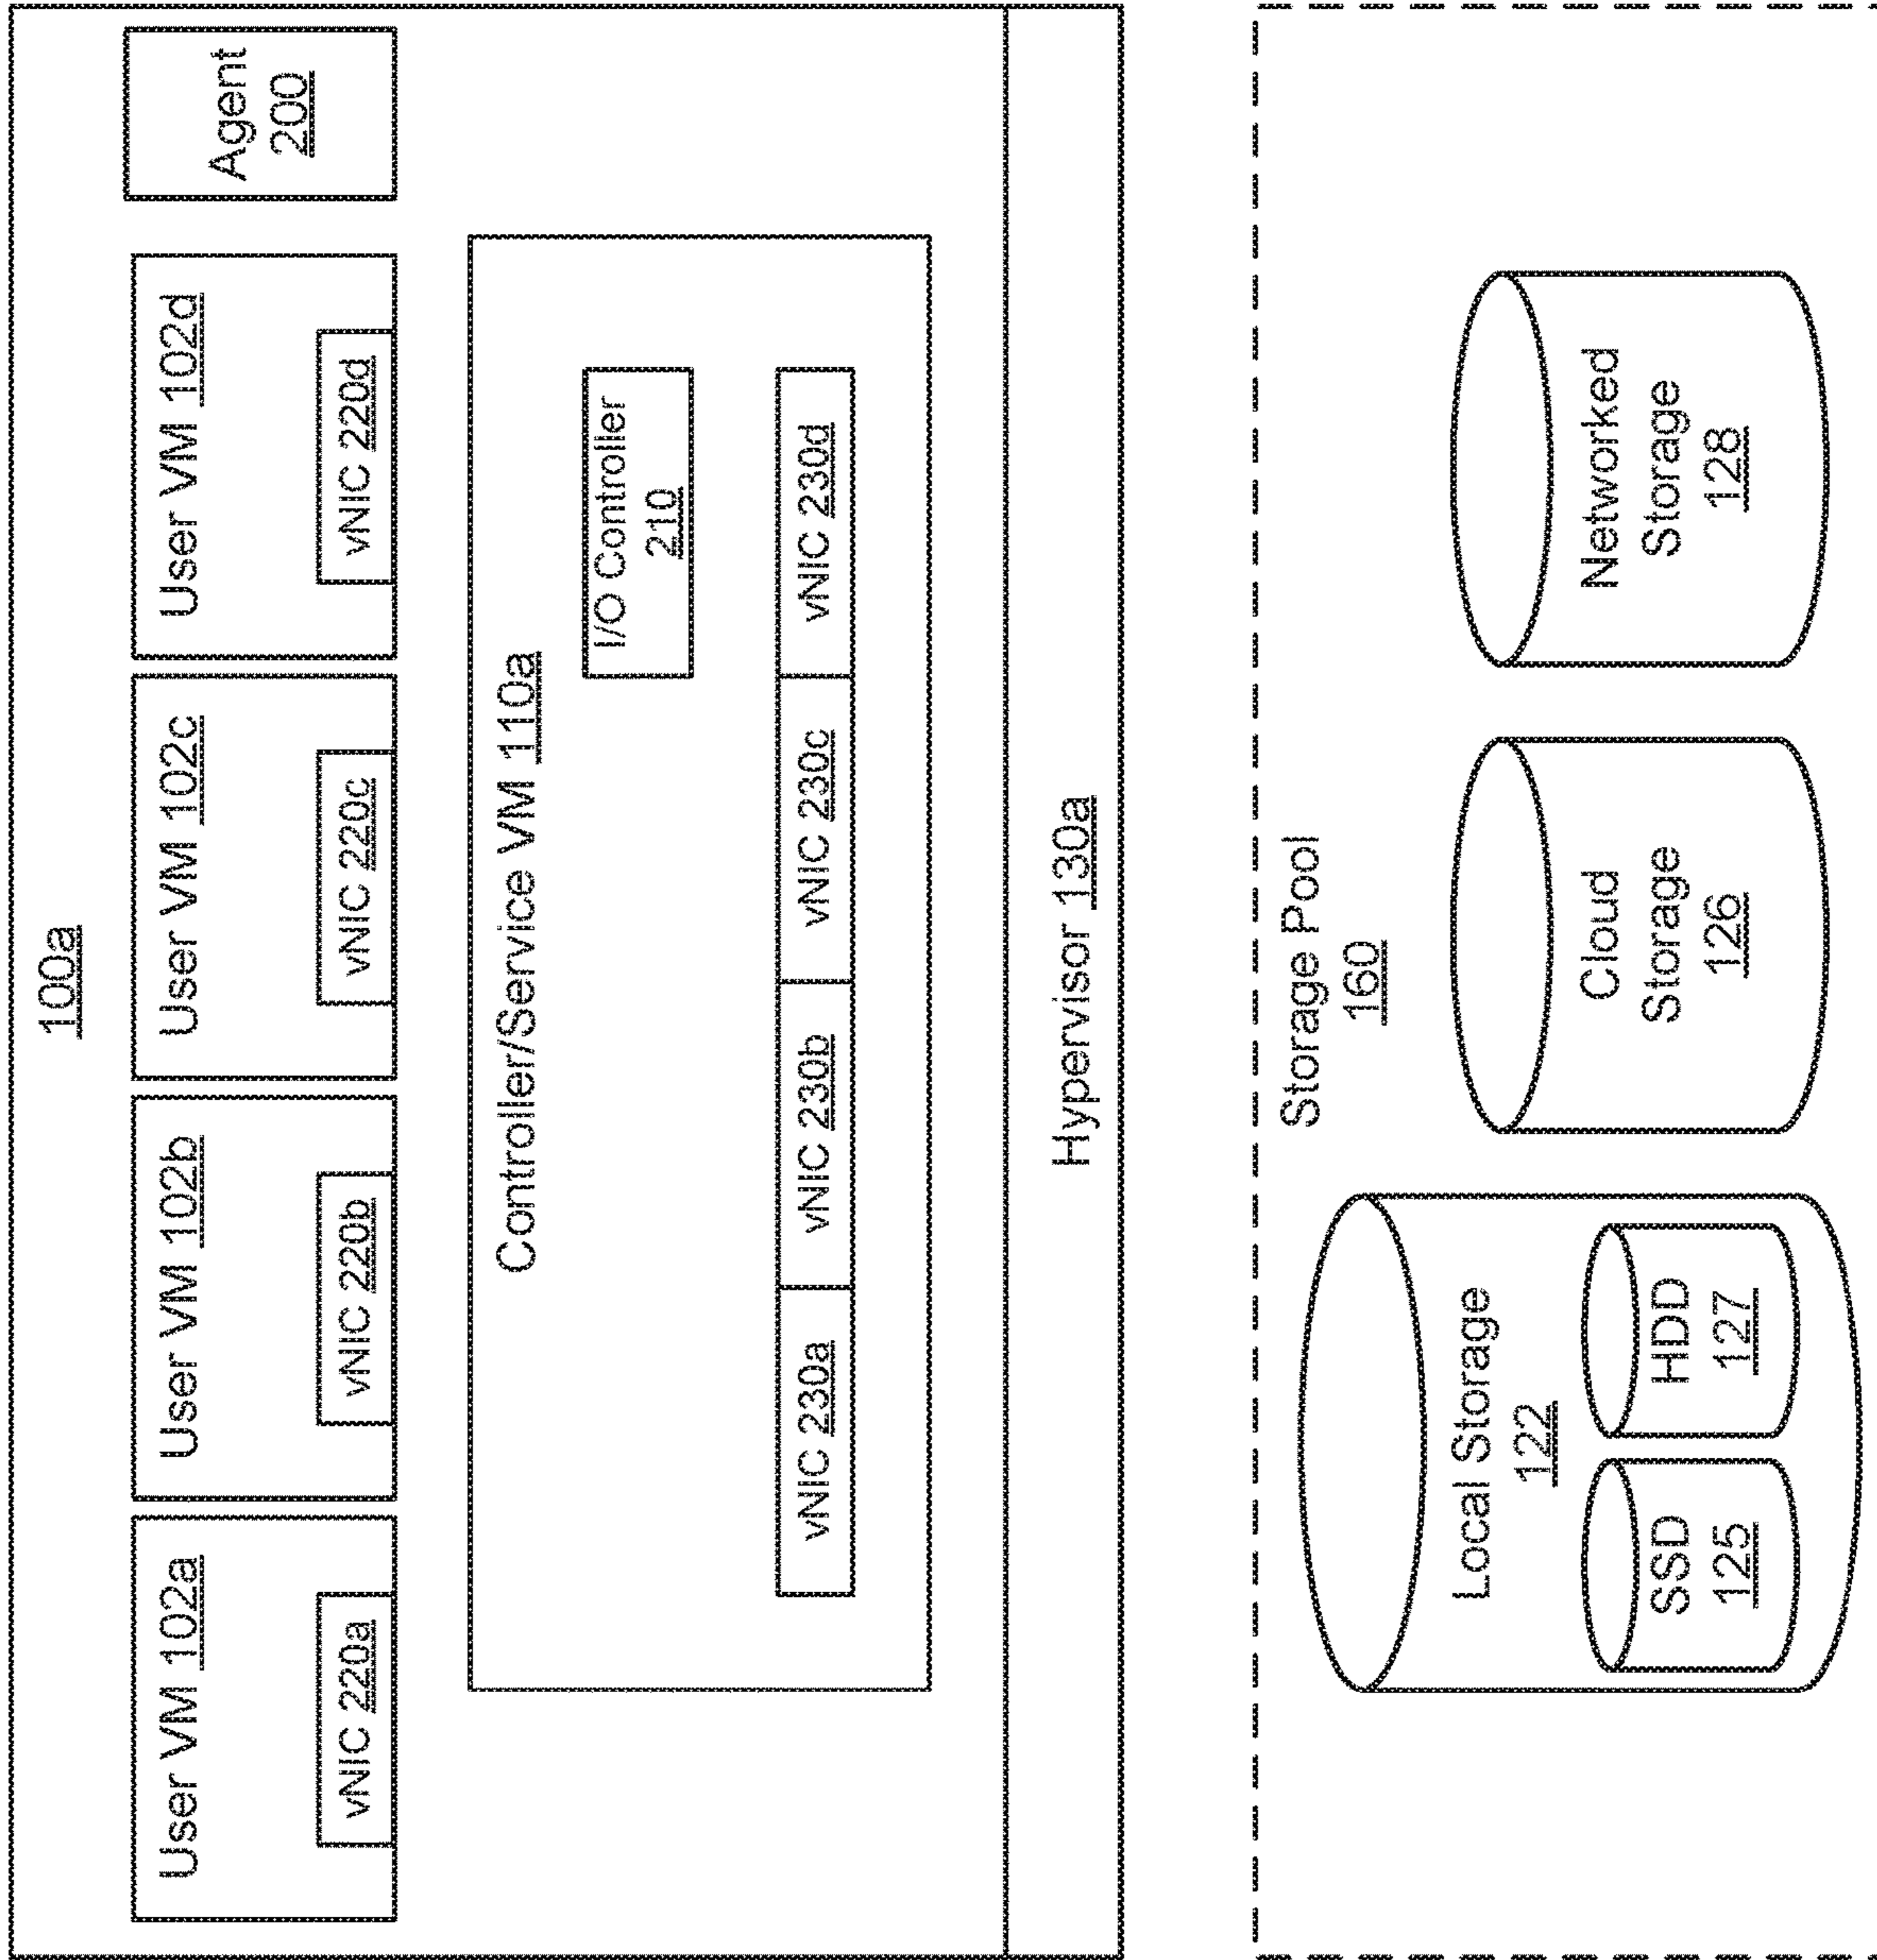 100a
User VM 102a
vNIC 220a
User VM 102b
vNIC 220b
User VM 102c
vNIC 220c
User VM 102d
vNIC 220d
Agent
200
Controller/Service VM 110a
I/O Controller
210
vNIC 230a
vNIC 230b
vNIC 230c
vNIC 230d
Hypervisor 130a
Storage Pool
160
Local Storage
122
SSD
125
HDD
127
Cloud
Storage
126
Networked
Storage
128